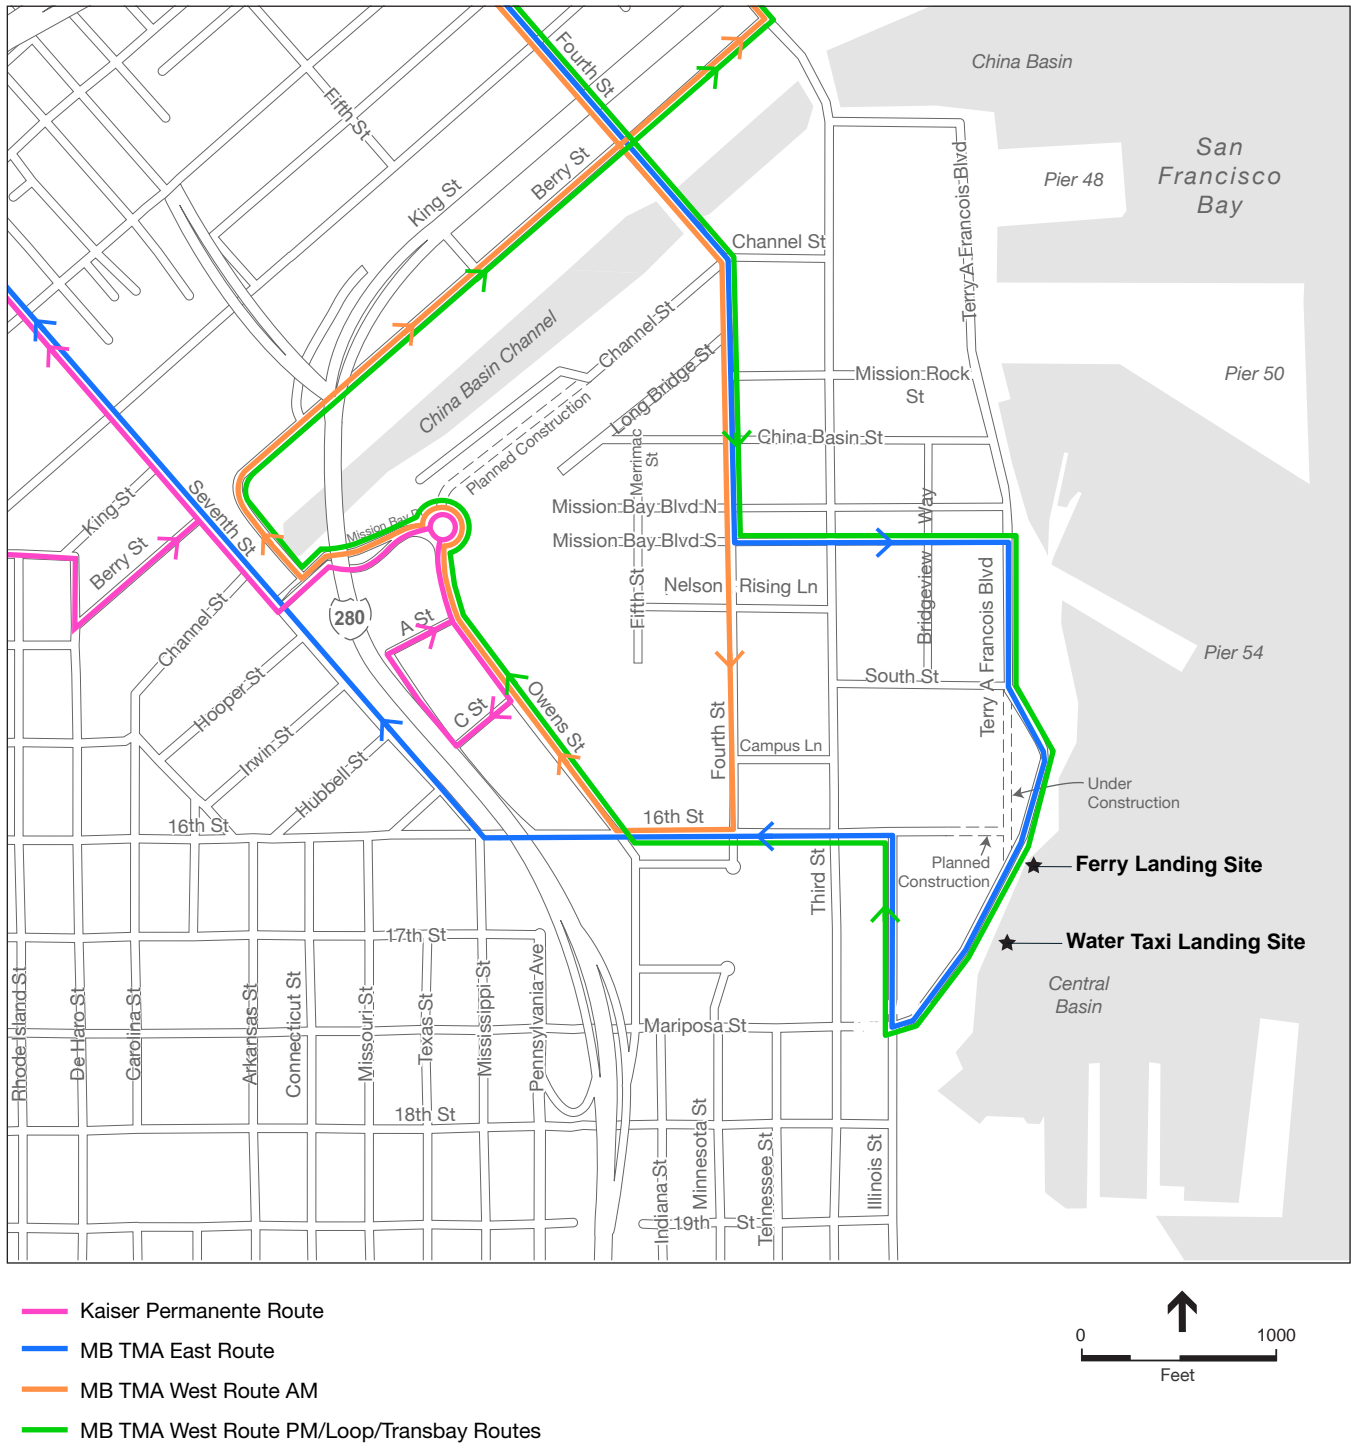 China Basin
Fourth St
Fifth St
San
Francisco
Bay
Terry A Francois Blvd
Pier 48
Berry St
King St
Channel St
China Basin Channel
Channel St
Long Bridge St
Mission Rock
St
Pier 50
Planned Construction
China Basin St
Merrimac
St
Seventh St
King St
Mission Bay Blvd N
Way
Mission Bay D
Mission Bay Blvd S
Berry St
Nelson Rising Ln
Fifth St
Bridgeview
Terry A Francois Blvd
280
A St
Channel St
Pier 54
South St
Hooper St
C St
Owens St
Irwin St
Fourth St
Campus Ln
Hubbell St
Under
Construction
16th St
16th St
Planned
Construction
Third St
Ferry Landing Site
17th St
Water Taxi Landing Site
Central
Basin
Rhode Island St
De Haro St
Carorina St
Arkansas St
Connecticut St
Missouri St
Texas St
Mississippi St
Pennsylvania Ave
Mariposa St
18th St
Indiana St
Minnesota St
Tennessee St
Illinois St
19th St
Kaiser Permanente Route
MB TMA East Route
MB TMA West Route AM
MB TMA West Route PM/Loop/Transbay Routes
0 1000
Feet